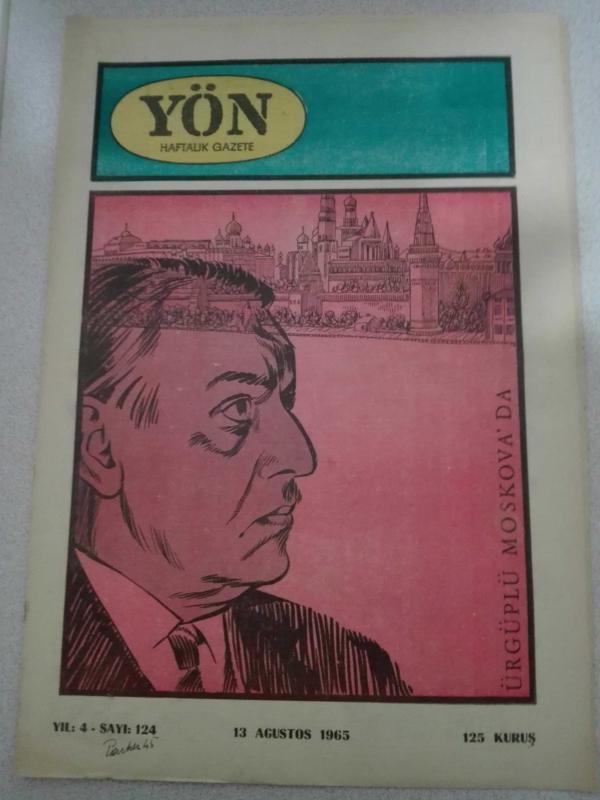 YÖN
HAFTALIK GAZETE
ÜRGÜPLÜ MOSKOVA'DA
YIL: 4 - SAYI: 124
13 AGUSTOS 1965
125 KURUŞ